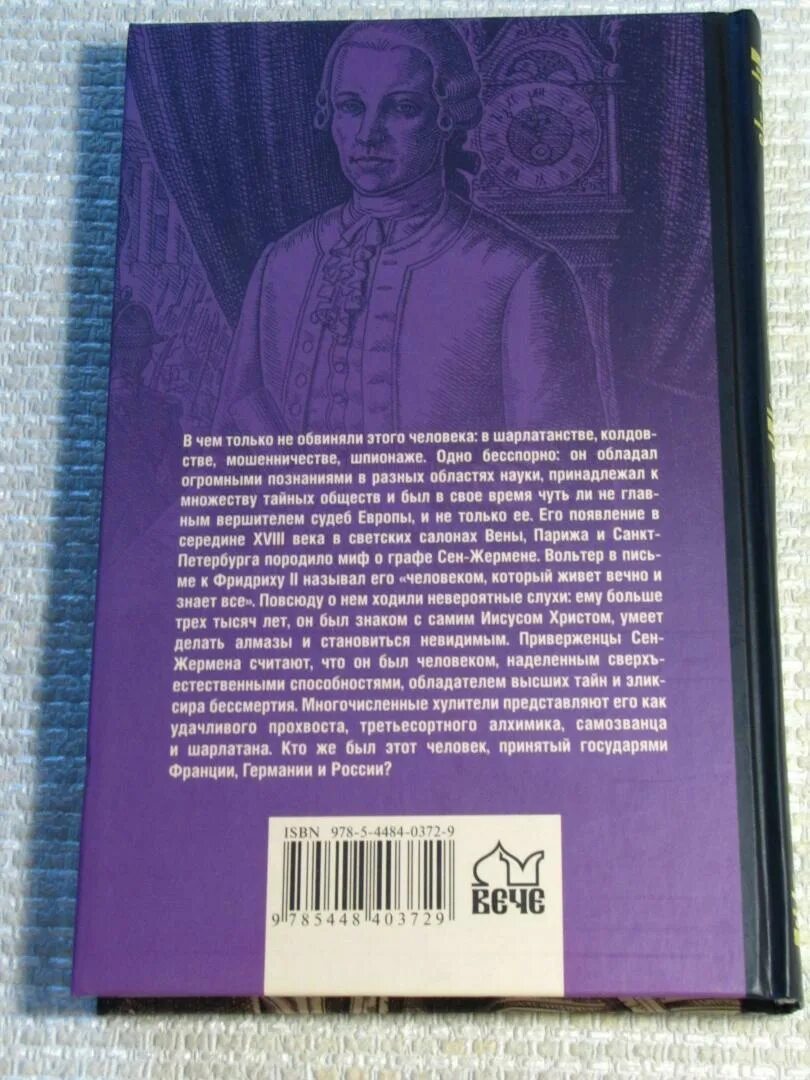 В чем только не обвиняли этого человека: в шарлатанстве, колдов-
стве, мошенничестве, шпионаже. Одно бесспорно: он обладал
огромными познаниями в разных областях науки, принадлежал к
множеству тайных обществ и был в свое время чуть ли не глав-
ным вершителем судеб Европы, и не только ее. Его появление в
середине XVIII века в светских салонах Вены, Парижа и Санкт-
Петербурга породило миф о графе Сен-Жермене. Вольтер в пись-
ме к Фридриху II называл его «человеком, который живет вечно и
знает все». Повсюду о нем ходили невероятные слухи: ему больше
трех тысяч лет, он был знаком с самим Иисусом Христом, умеет
делать алмазы и становиться невидимым. Приверженцы Сен-
Жермена считают, что он был человеком, наделенным сверхъ-
естественными способностями, обладателем высших тайн и элик-
сира бессмертия. Многочисленные хулители представляют его как
удачливого прохвоста, третьесортного алхимика, самозванца
и шарлатана. Кто же был этот человек, принятый государями
Франции, Германии и России?
ISBN 978-5-4484-0372-9
9 785448 403729
ВЕЧЕ